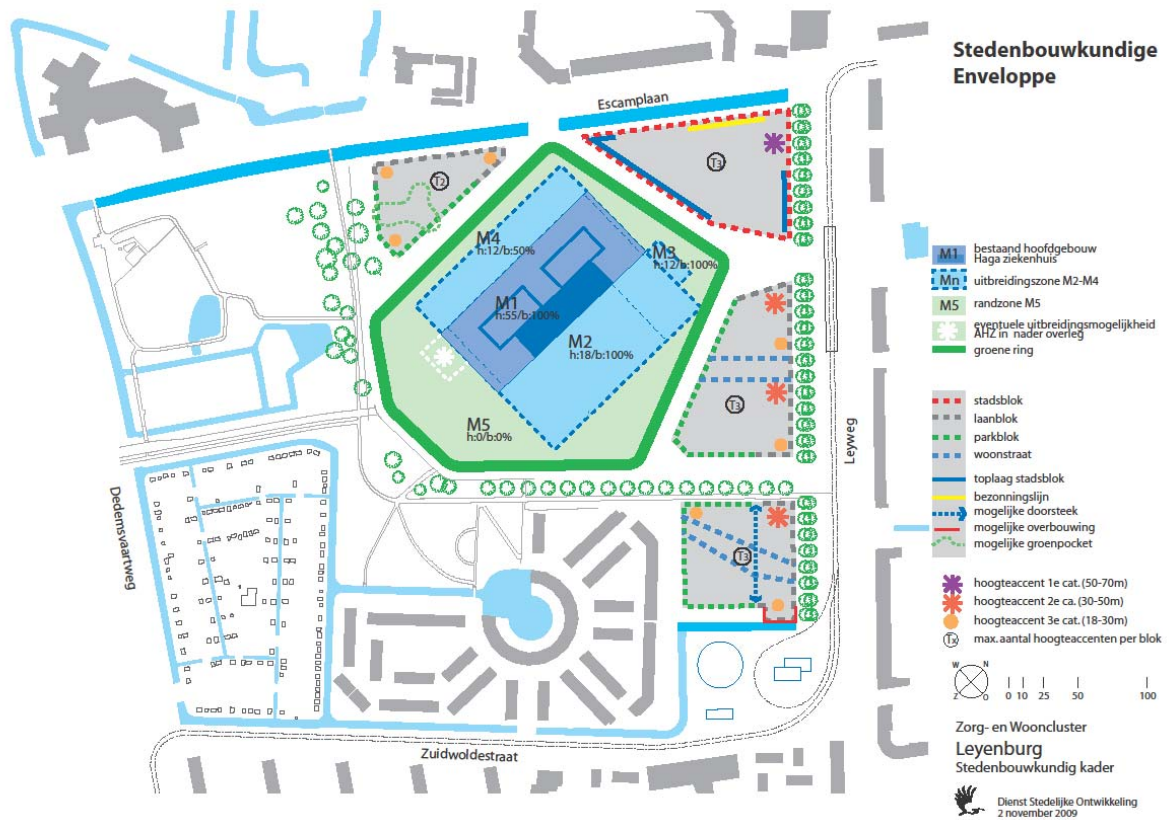 Stedenbouwkundige
Enveloppe
Escamplaan
T2
T3
M4
h:12/b:50%
M3
h:12/b:100%
M1
h:55/b:100%
M2
h:18/b:100%
M5
h:0/b:0%
T3
T3
Leyweg
Dedemsvaartweg
Zuidwoldestraat
M1 bestaand hoofdgebouw
Haga ziekenhuis
Mn uitbreidingszone M2-M4
M5 randzone M5
eventuele uitbreidingsmogelijkheid
AHZ in nader overleg
groene ring
stadsblok
laanblok
parkblok
woonstraat
toplaag stadsblok
bezonningslijn
mogelijke doorsteek
mogelijke overbouwing
mogelijke groenpocket
hoogteaccent 1e cat. (50-70m)
hoogteaccent 2e ca. (30-50m)
hoogteaccent 3e cat. (18-30m)
Tx max. aantal hoogteaccenten per blok
W N
Z O
0 10 25 50 100
Zorg- en Wooncluster
Leyenburg
Stedenbouwkundig kader
Dienst Stedelijke Ontwikkeling
2 november 2009